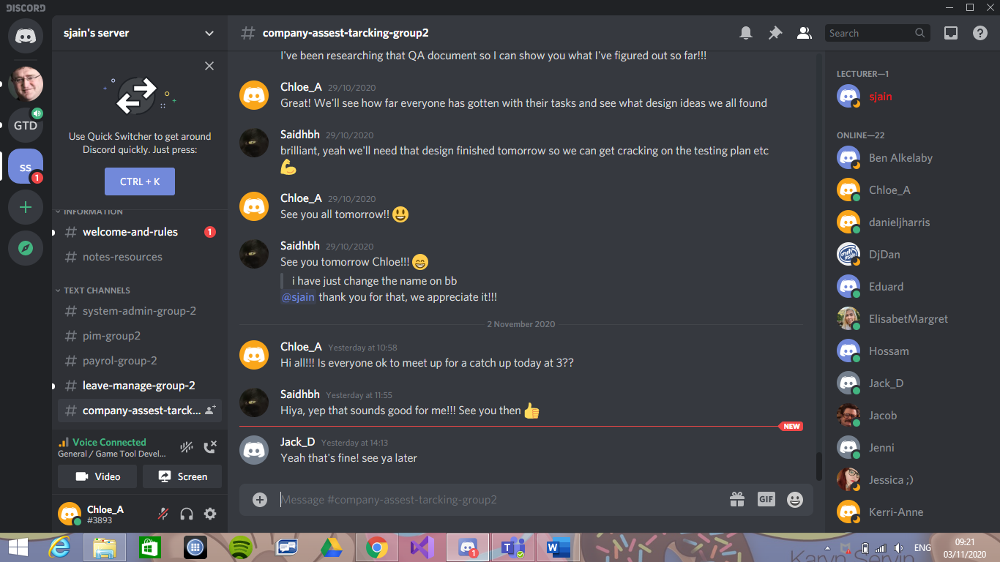 DISCORD
sjain's server
company-assest-tarcking-group2
Search
GTD
ss
1
Use Quick Switcher to get around
Discord quickly. Just press:
CTRL + K
INFORMATION
welcome-and-rules
1
notes-resources
TEXT CHANNELS
system-admin-group-2
pim-group2
payrol-group-2
leave-manage-group-2
company-assest-tarck...
Voice Connected
General / Game Tool Devel...
Video
Screen
Chloe_A
#3893
I've been researching that QA document so I can show you what I've figured out so far!!!
Chloe_A 29/10/2020
Great! We'll see how far everyone has gotten with their tasks and see what design ideas we all found
Saidhbh 29/10/2020
brilliant, yeah we'll need that design finished tomorrow so we can get cracking on the testing plan etc
💪
Chloe_A 29/10/2020
See you all tomorrow!! 😃
Saidhbh 29/10/2020
See you tomorrow Chloe!!! 😁
i have just change the name on bb
@sjain thank you for that, we appreciate it!!!
2 November 2020
Chloe_A Yesterday at 10:58
Hi all!!! Is everyone ok to meet up for a catch up today at 3??
Saidhbh Yesterday at 11:55
Hiya, yep that sounds good for me!!! See you then 👍
NEW
Jack_D Yesterday at 14:13
Yeah that's fine! see ya later
Message #company-assest-tarcking-group2
GIF
LECTURER—1
sjain
ONLINE—22
Ben Alkelaby
Chloe_A
danieljharris
DjDan
Eduard
ElisabetMargret
Hossam
Jack_D
Jacob
Jenni
Jessica ;)
Kerri-Anne
1
ENG
09:21
03/11/2020